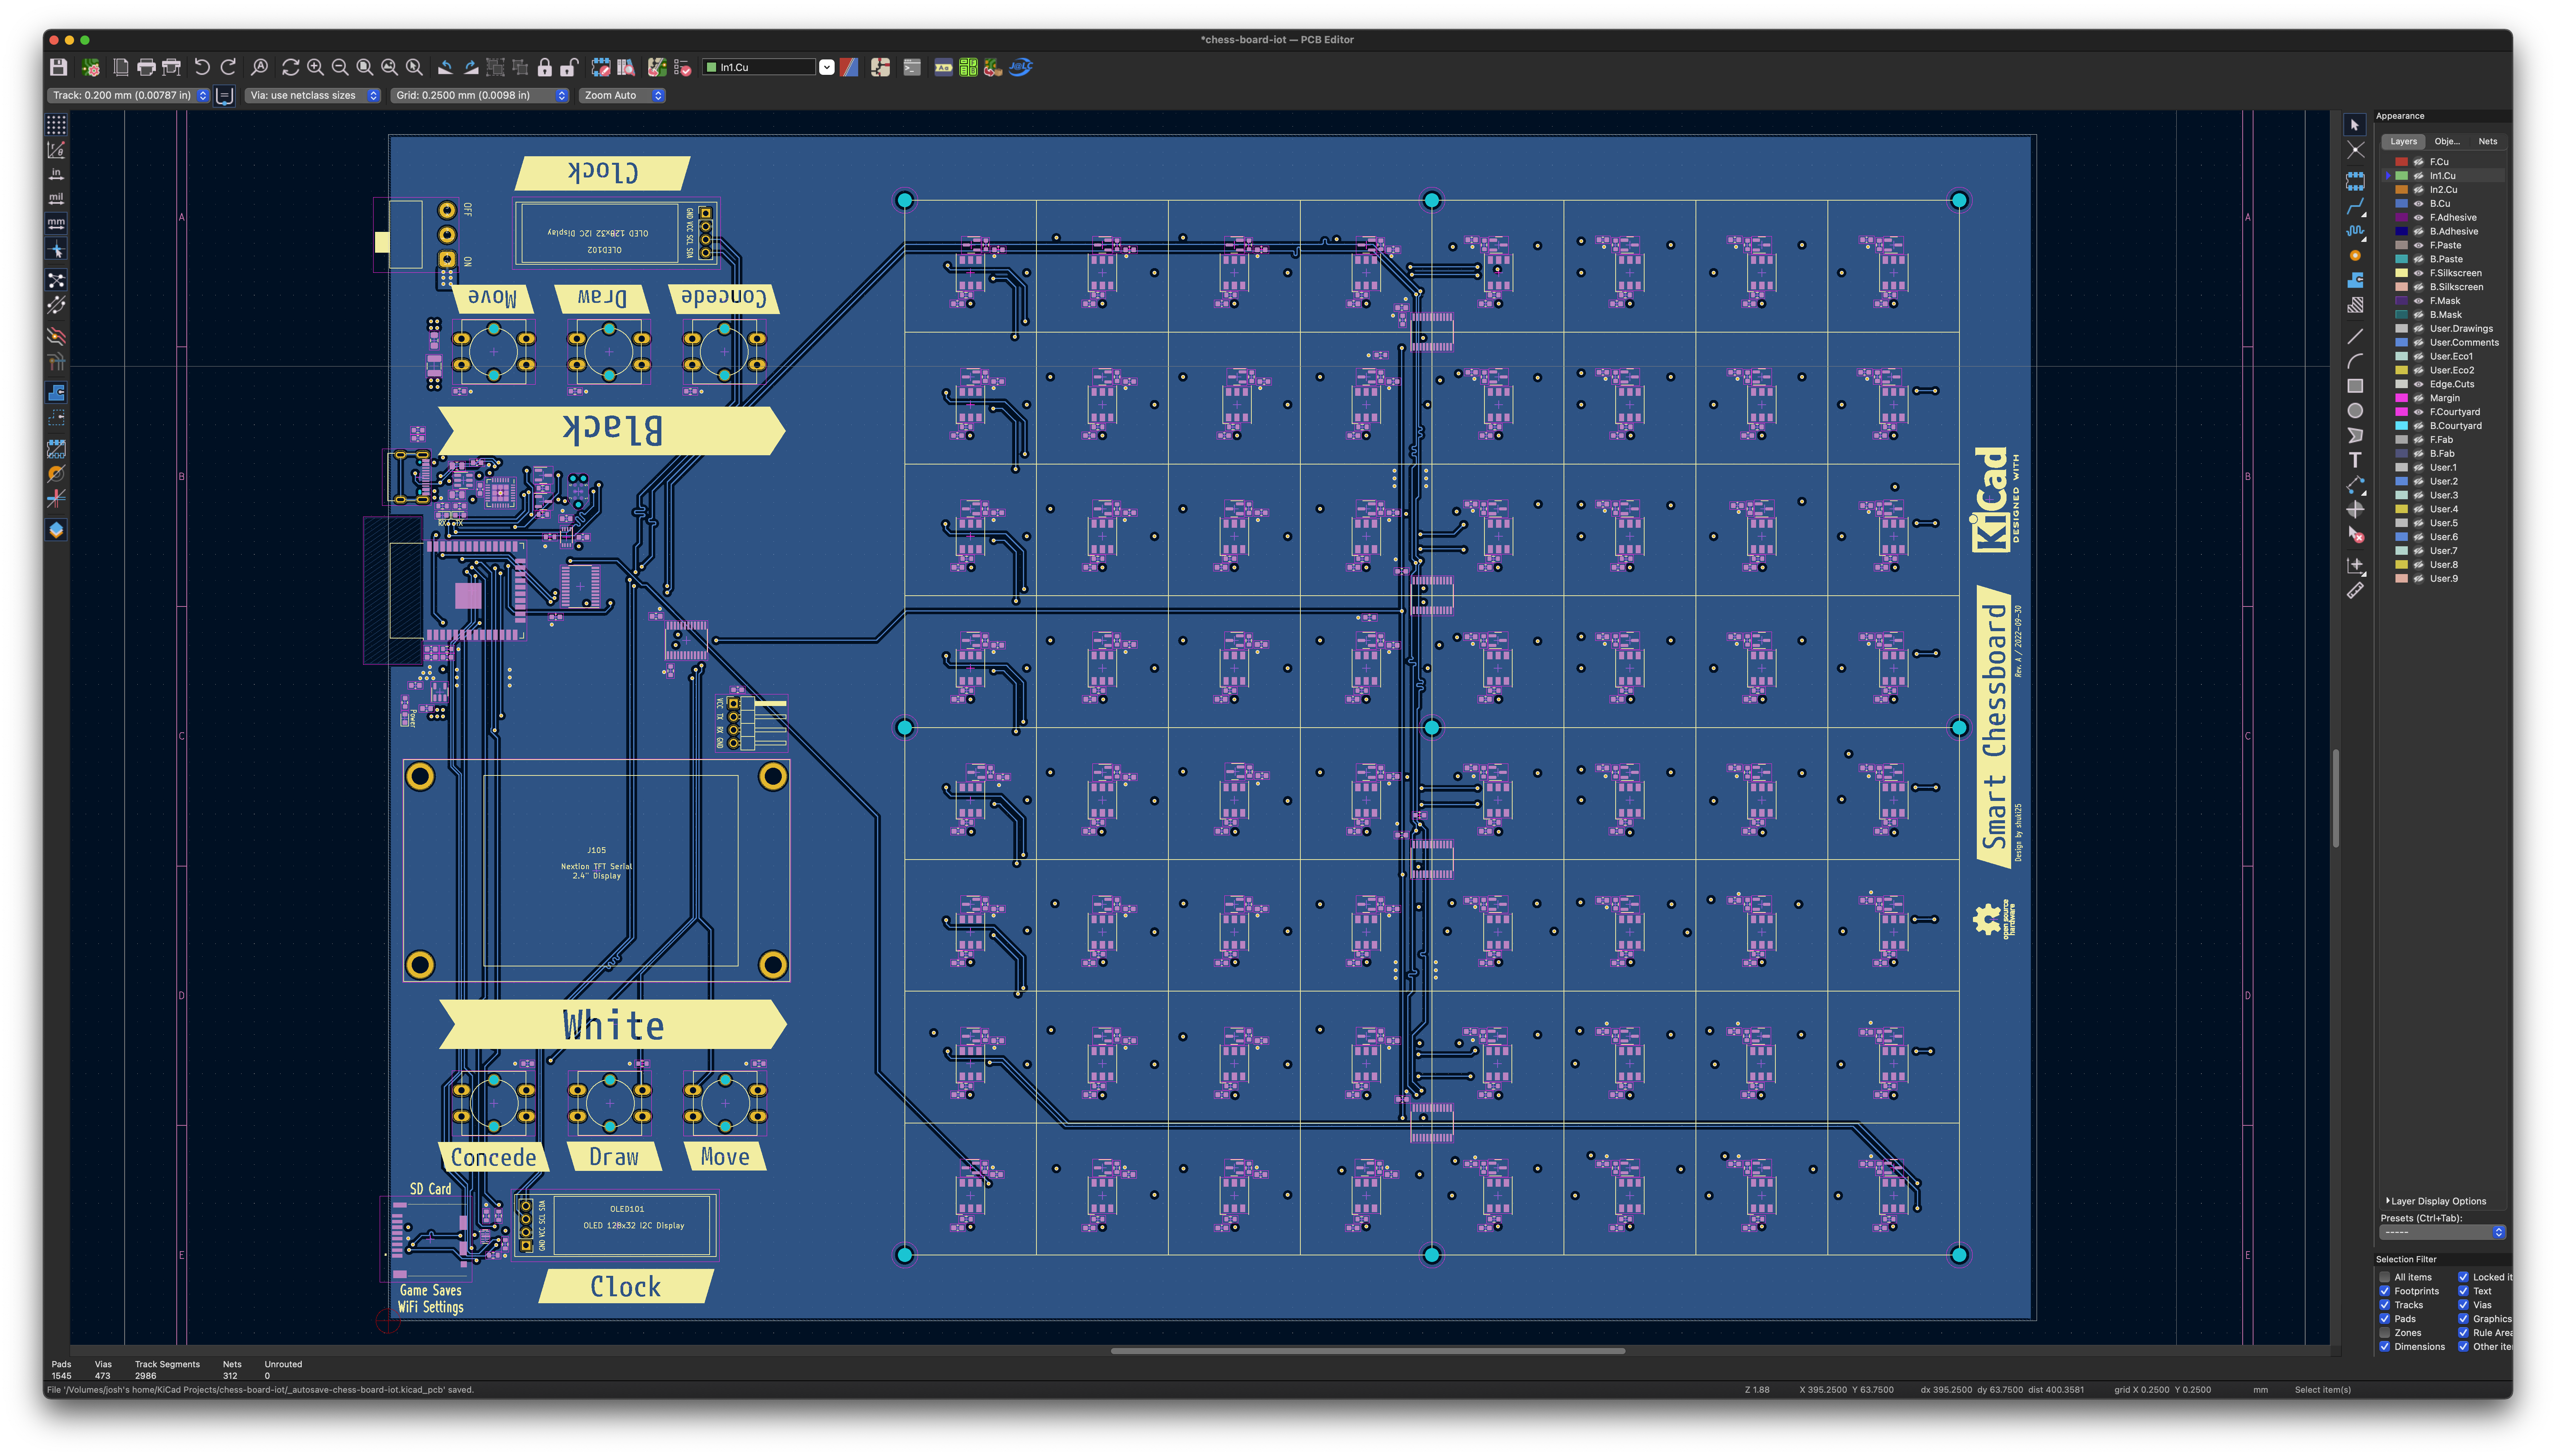 *chess-board-iot — PCB Editor
In1.Cu
Track: 0.200 mm (0.00787 in)
Via: use netclass sizes
Grid: 0.2500 mm (0.0098 in)
Zoom Auto
in
mil
mm
A
B
C
D
E
A
B
C
D
E
Clock
OFF
ON
GND VCC SCL SDA
OLED 128x32 I2C Display
OLED102
Move
Draw
Concede
Black
RX
TX
Power
VCC TX RX GND
J105
Nextion TFT Serial
2.4" Display
White
Concede
Draw
Move
SD Card
GND VCC SCL SDA
OLED101
OLED 128x32 I2C Display
Game Saves
WiFi Settings
Clock
KiCad
DESIGNED WITH
Smart Chessboard
Rev. A / 2022-09-30
Design by shuki25
open source
hardware
Appearance
Layers
Obje...
Nets
F.Cu
In1.Cu
In2.Cu
B.Cu
F.Adhesive
B.Adhesive
F.Paste
B.Paste
F.Silkscreen
B.Silkscreen
F.Mask
B.Mask
User.Drawings
User.Comments
User.Eco1
User.Eco2
Edge.Cuts
Margin
F.Courtyard
B.Courtyard
F.Fab
B.Fab
User.1
User.2
User.3
User.4
User.5
User.6
User.7
User.8
User.9
Layer Display Options
Presets (Ctrl+Tab):
-----
Selection Filter
All items
Locked it
Footprints
Text
Tracks
Vias
Pads
Graphics
Zones
Rule Area
Dimensions
Other ite
Pads
Vias
Track Segments
Nets
Unrouted
1545
473
2986
312
0
File '/Volumes/josh's home/KiCad Projects/chess-board-iot/_autosave-chess-board-iot.kicad_pcb' saved.
Z 1.88
X 395.2500 Y 63.7500
dx 395.2500 dy 63.7500 dist 400.3581
grid X 0.2500 Y 0.2500
mm
Select item(s)